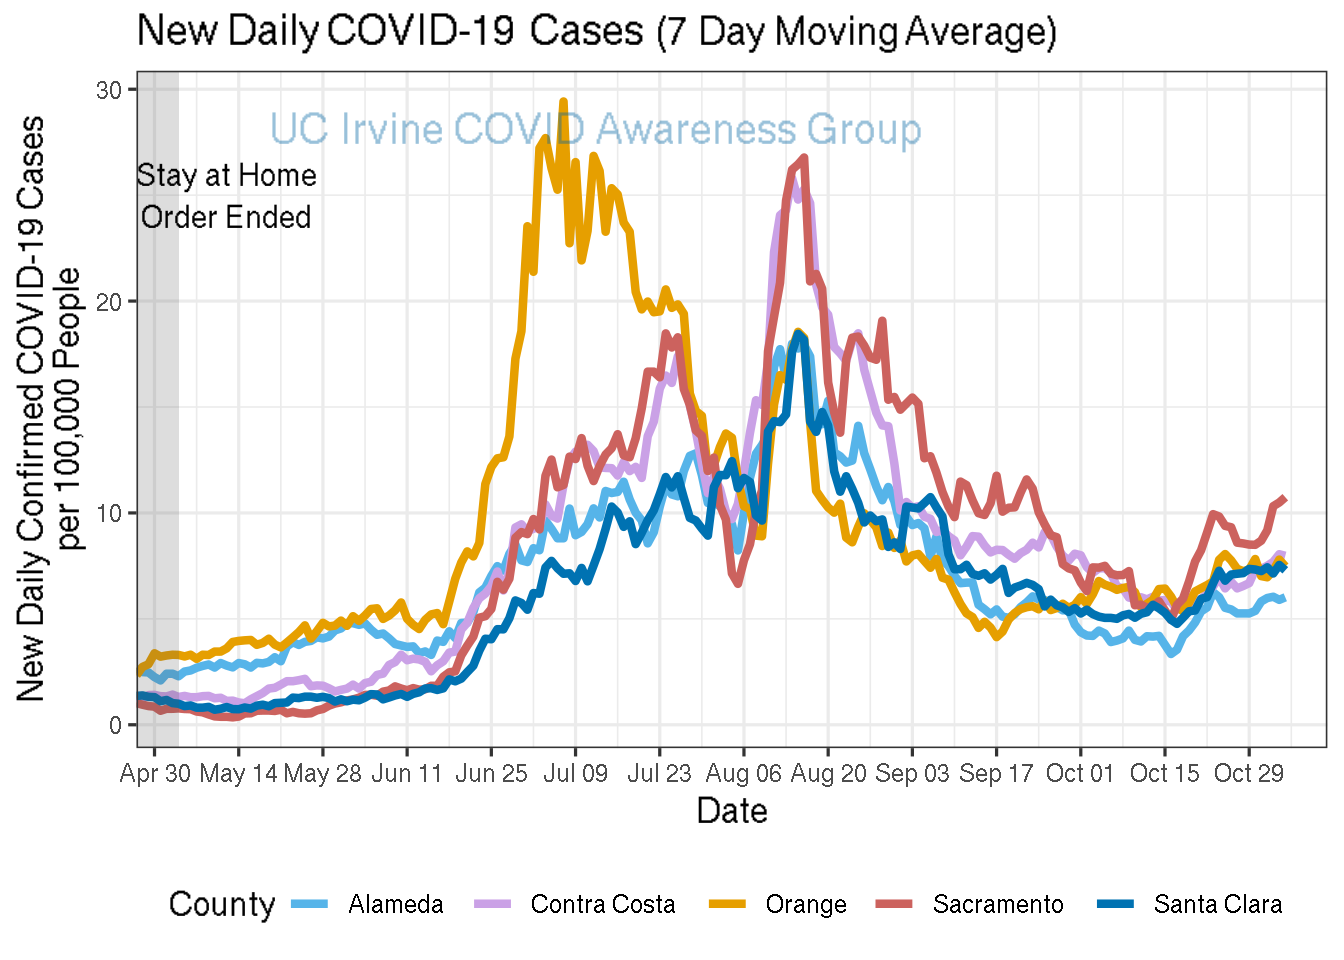 New Daily COVID-19 Cases (7 Day Moving Average)
UC Irvine COVID Awareness Group
Stay at Home
Order Ended
New Daily Confirmed COVID-19 Cases
per 100,000 People
30
20
10
0
Apr 30 May 14 May 28 Jun 11 Jun 25 Jul 09 Jul 23 Aug 06 Aug 20 Sep 03 Sep 17 Oct 01 Oct 15 Oct 29
Date
County Alameda Contra Costa Orange Sacramento Santa Clara